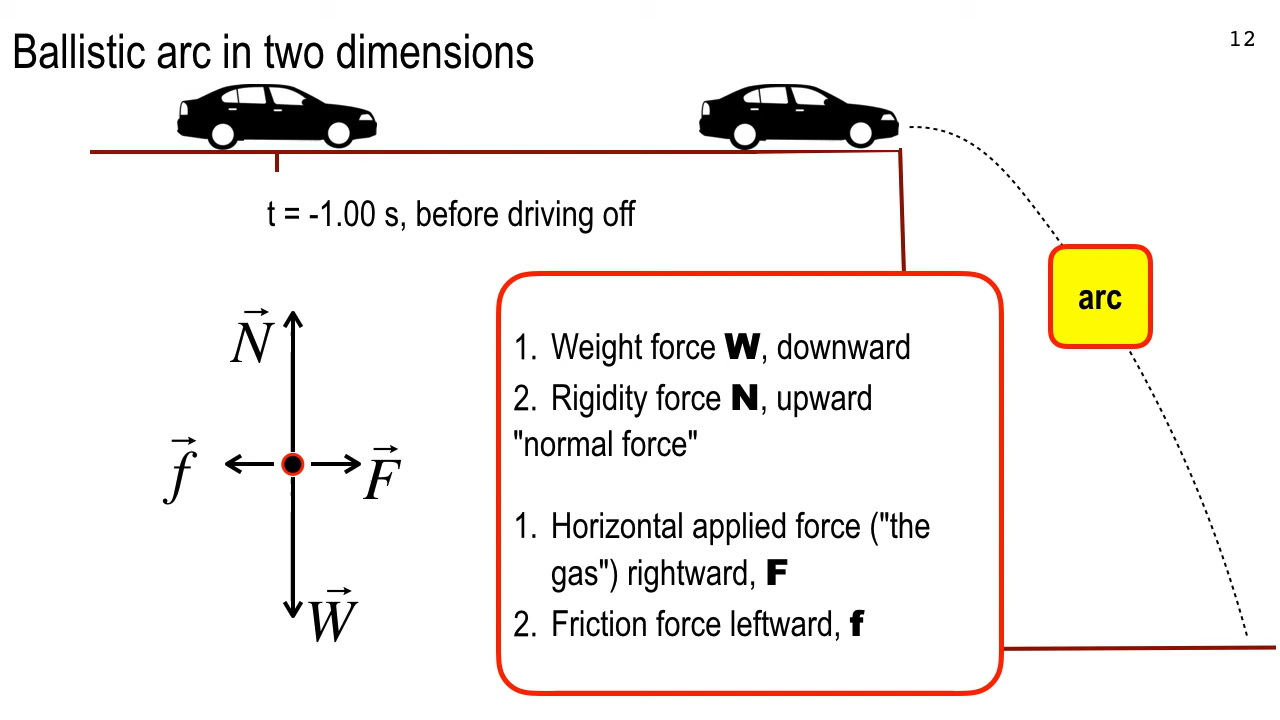 Ballistic arc in two dimensions
12
t = -1.00 s, before driving off
arc
N
f
F
W
1. Weight force W, downward
2. Rigidity force N, upward
"normal force"
1. Horizontal applied force ("the
gas") rightward, F
2. Friction force leftward, f